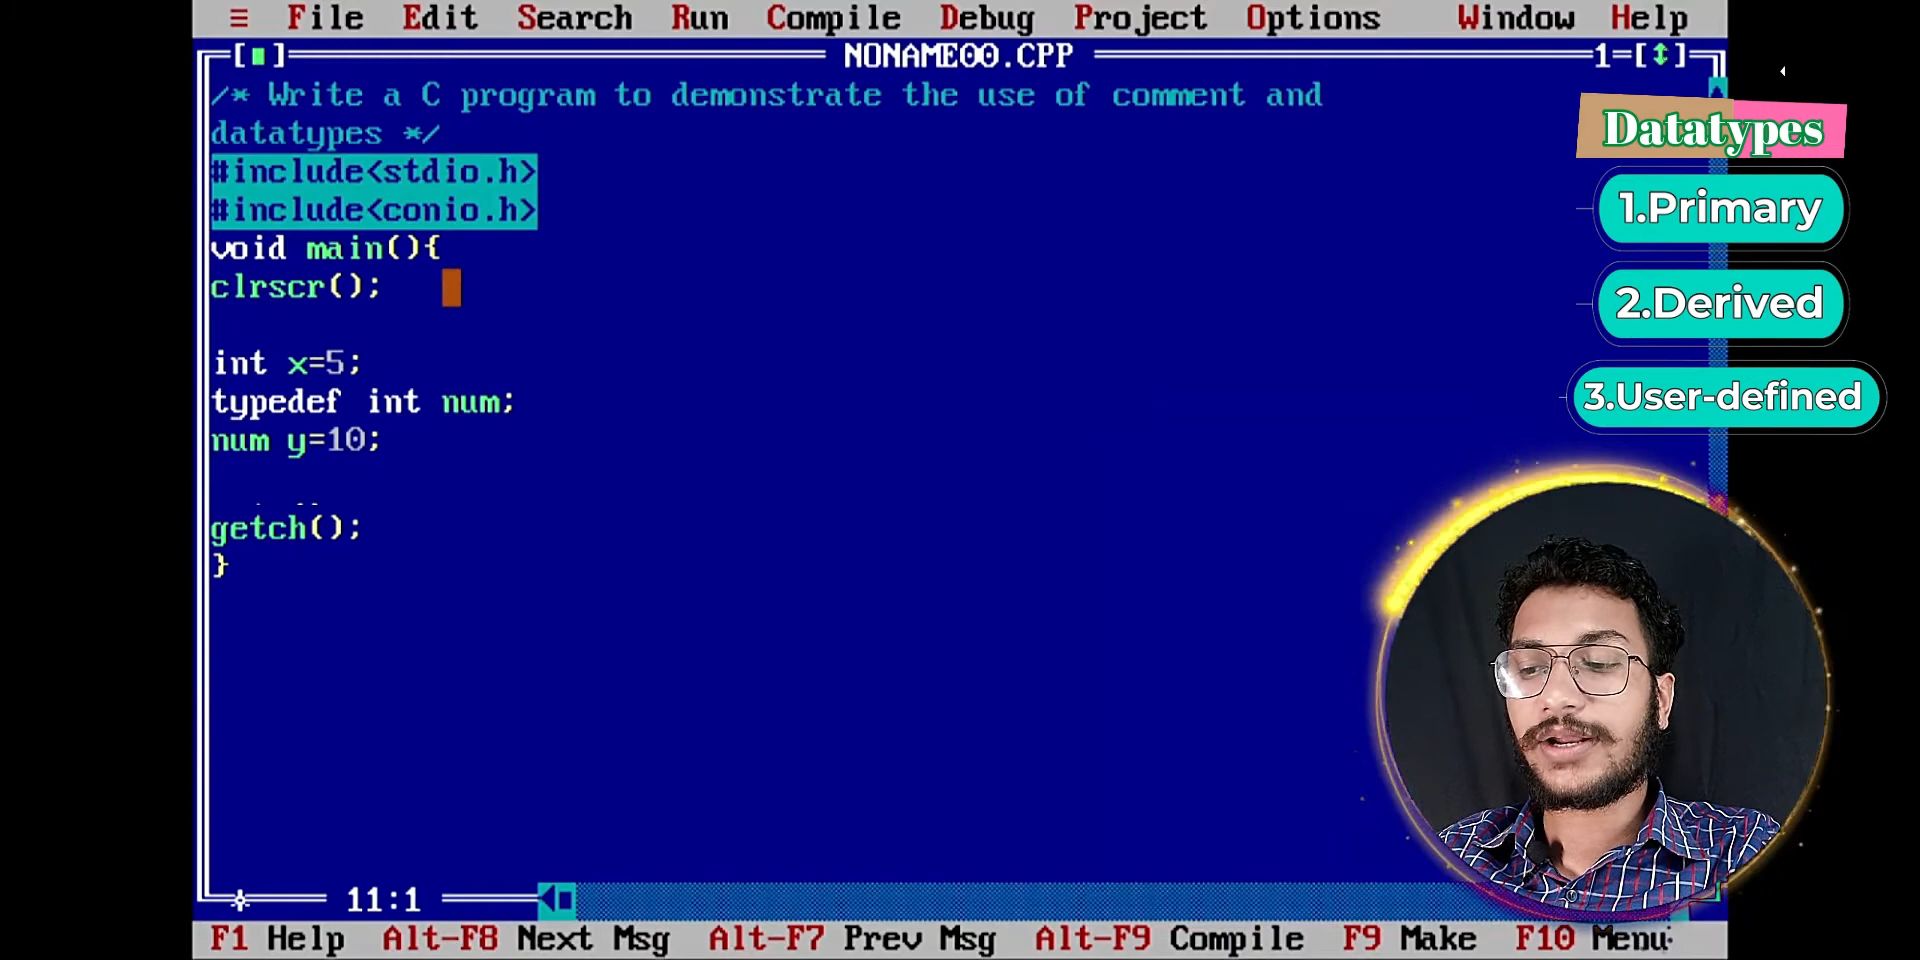 ≡ File Edit Search Run Compile Debug Project Options Window Help
[■] NONAME00.CPP 1=[↕]
/* Write a C program to demonstrate the use of comment and
datatypes */
#include<stdio.h>
#include<conio.h>
void main(){
clrscr();
int x=5;
typedef int num;
num y=10;
getch();
}
11:1
F1 Help Alt-F8 Next Msg Alt-F7 Prev Msg Alt-F9 Compile F9 Make F10 Menu
Datatypes
1.Primary
2.Derived
3.User-defined